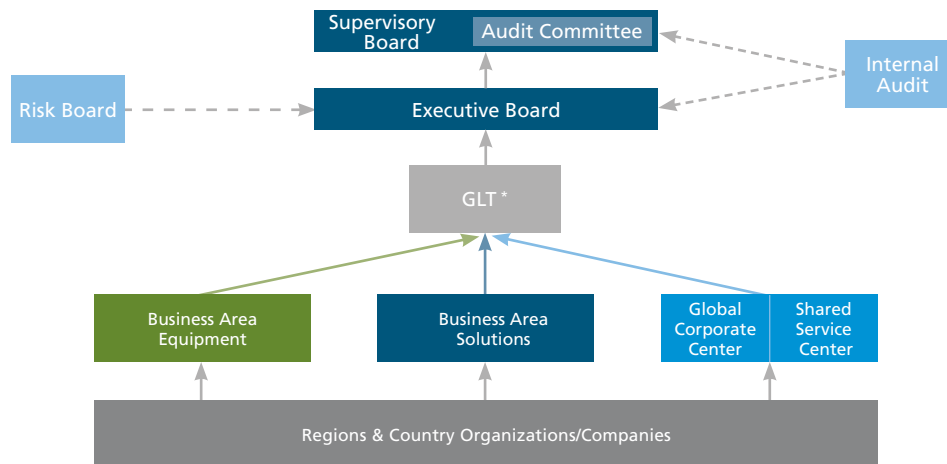 Supervisory
Board
Audit Committee
Internal
Audit
Risk Board
Executive Board
GLT *
Business Area
Equipment
Business Area
Solutions
Global
Corporate
Center
Shared
Service
Center
Regions & Country Organizations/Companies